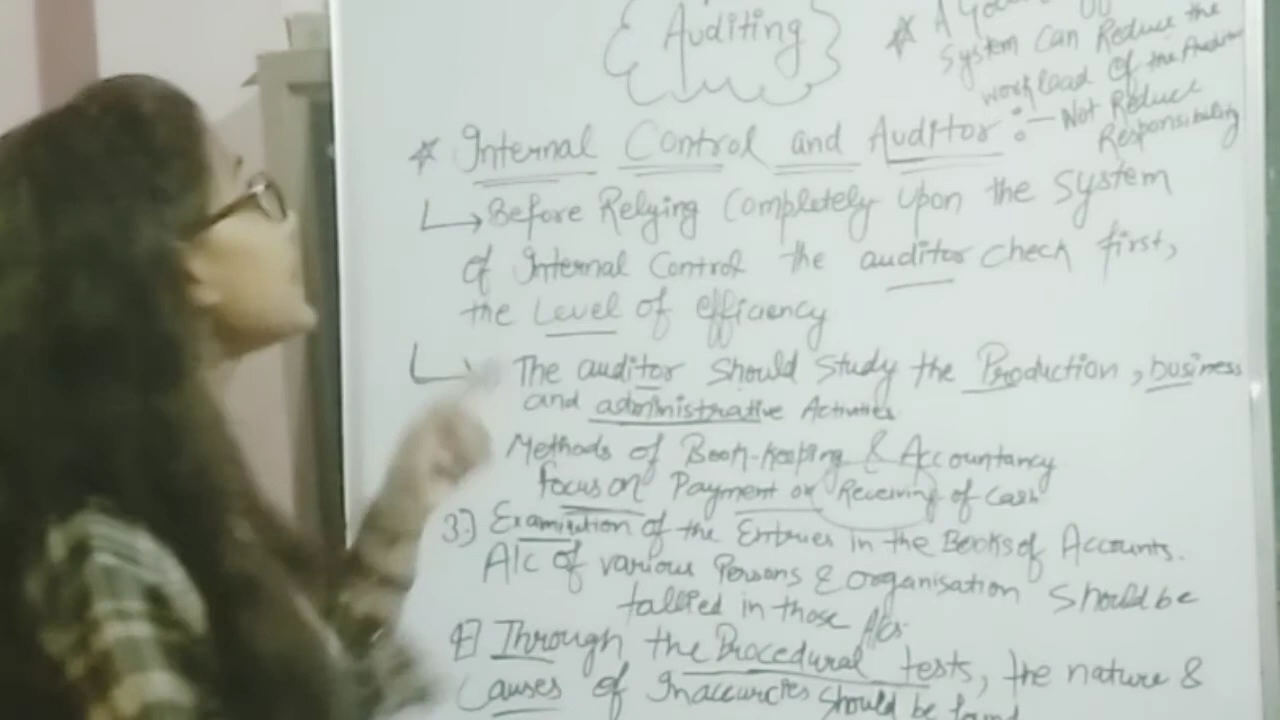 Auditing
* A
System Can Reduce the
workload of the Auditor
Not Reduce
Responsibility
* Internal Control and Auditor :-
↳ Before Relying Completely upon the System
of Internal Control the auditor check first,
the Level of efficency
↳ The auditor should study the Production, business
and administrative Activities
Methods of Book-keeping & Accountancy
focus on Payment or Receiving of cash
3.) Examination of the Entries in the Books of Accounts.
A/c of various Persons & organisation should be
tallied in those A/cs.
4] Through the Procedural tests, the nature &
Causes of Inaccurcies should be found